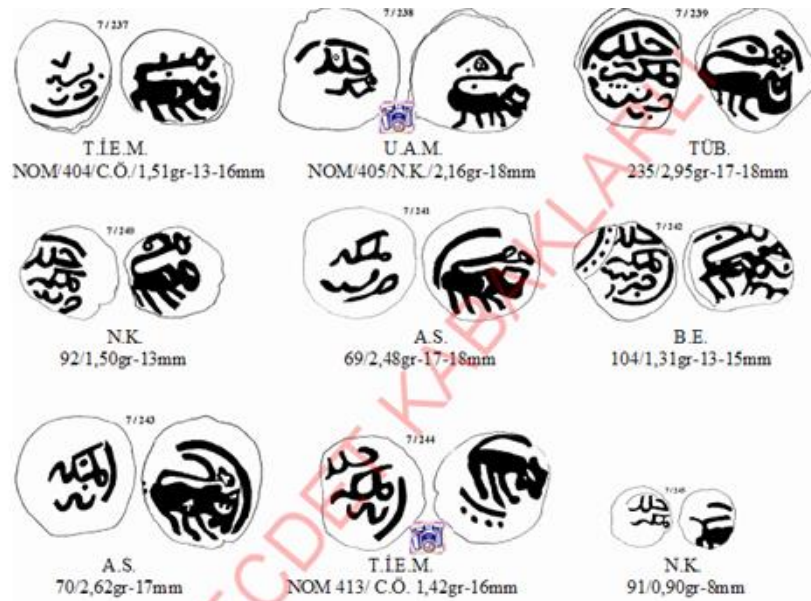 7/237
7/238
7/239
T.İ.E.M.
NOM/404/C.Ö./1,51gr-13-16mm
U.A.M.
NOM/405/N.K./2,16gr-18mm
TÜB.
235/2,95gr-17-18mm
7/240
7/241
7/242
N.K.
92/1,50gr-13mm
A.S.
69/2,48gr-17-18mm
B.E.
104/1,31gr-13-15mm
7/243
7/244
7/245
A.S.
70/2,62gr-17mm
T.İ.E.M.
NOM 413/ C.Ö. 1,42gr-16mm
N.K.
91/0,90gr-8mm
ECDET KABAKLARLI